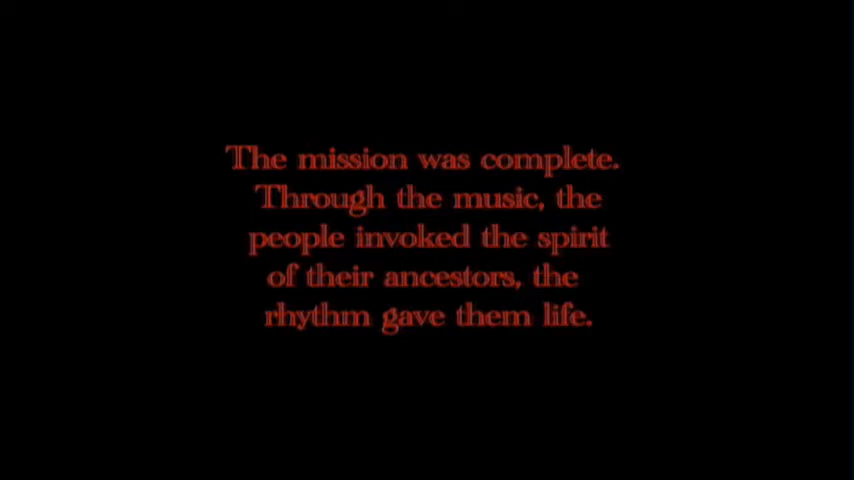 The mission was complete.
Through the music, the
people invoked the spirit
of their ancestors, the
rhythm gave them life.